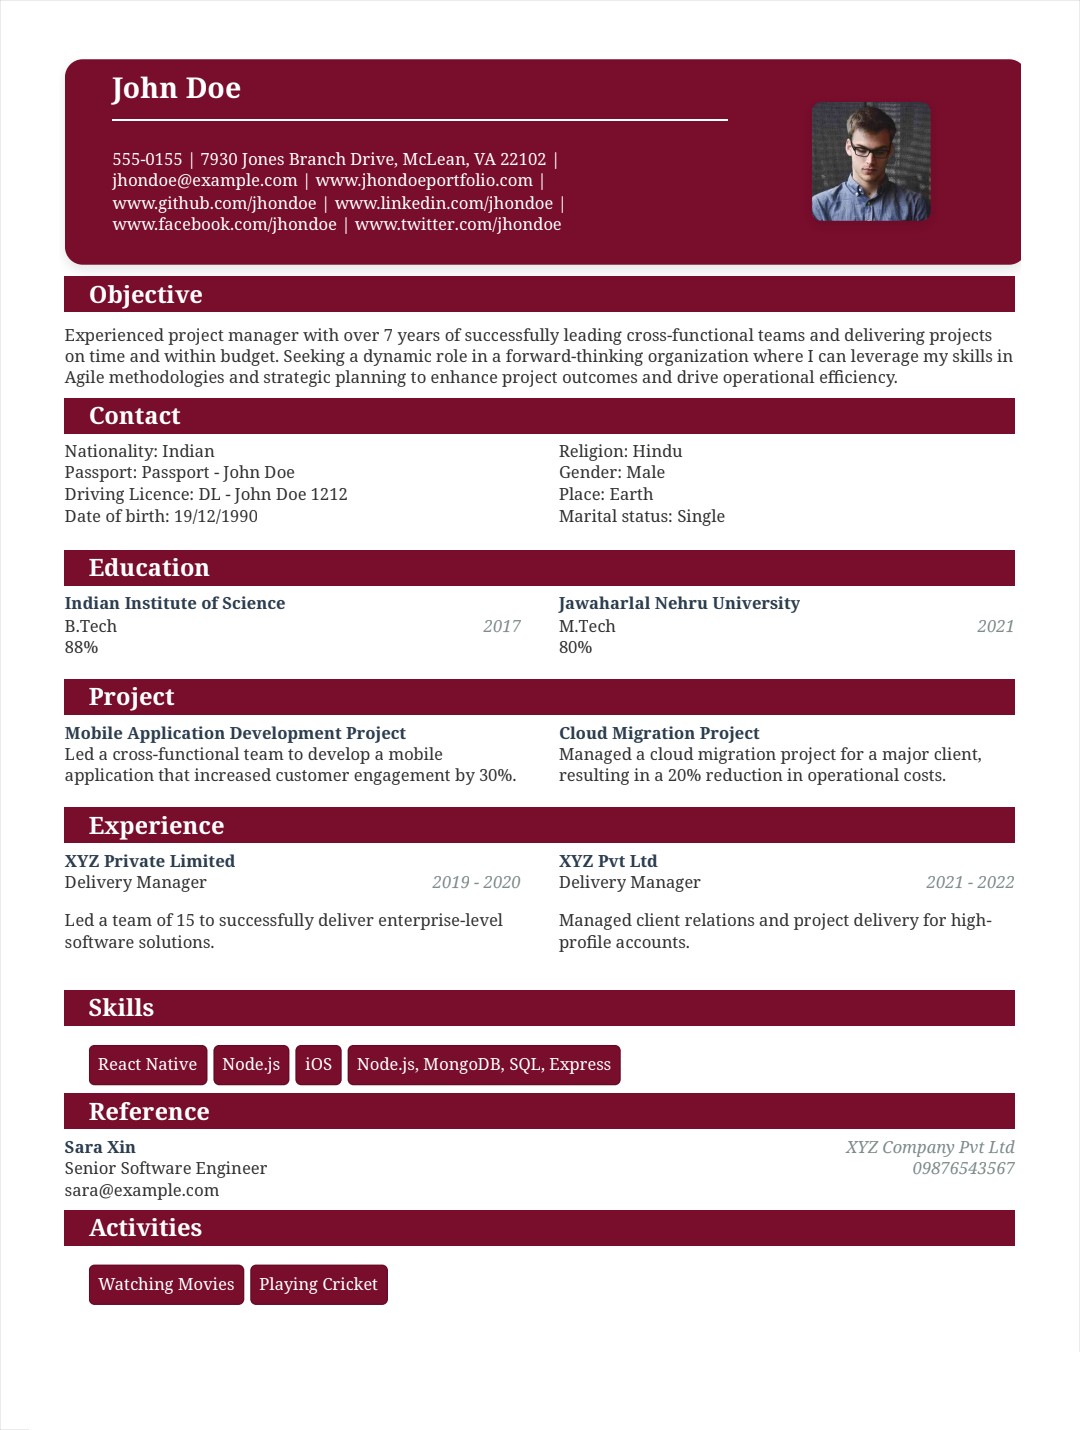 John Doe
555-0155 | 7930 Jones Branch Drive, McLean, VA 22102 |
jhondoe@example.com | www.jhondoeportfolio.com |
www.github.com/jhondoe | www.linkedin.com/jhondoe |
www.facebook.com/jhondoe | www.twitter.com/jhondoe
Objective
Experienced project manager with over 7 years of successfully leading cross-functional teams and delivering projects
on time and within budget. Seeking a dynamic role in a forward-thinking organization where I can leverage my skills in
Agile methodologies and strategic planning to enhance project outcomes and drive operational efficiency.
Contact
Nationality: Indian
Passport: Passport - John Doe
Driving Licence: DL - John Doe 1212
Date of birth: 19/12/1990
Religion: Hindu
Gender: Male
Place: Earth
Marital status: Single
Education
Indian Institute of Science
B.Tech 2017
88%
Jawaharlal Nehru University
M.Tech 2021
80%
Project
Mobile Application Development Project
Led a cross-functional team to develop a mobile
application that increased customer engagement by 30%.
Cloud Migration Project
Managed a cloud migration project for a major client,
resulting in a 20% reduction in operational costs.
Experience
XYZ Private Limited
Delivery Manager 2019 - 2020
Led a team of 15 to successfully deliver enterprise-level
software solutions.
XYZ Pvt Ltd
Delivery Manager 2021 - 2022
Managed client relations and project delivery for high-
profile accounts.
Skills
React Native Node.js iOS Node.js, MongoDB, SQL, Express
Reference
Sara Xin XYZ Company Pvt Ltd
Senior Software Engineer 09876543567
sara@example.com
Activities
Watching Movies Playing Cricket